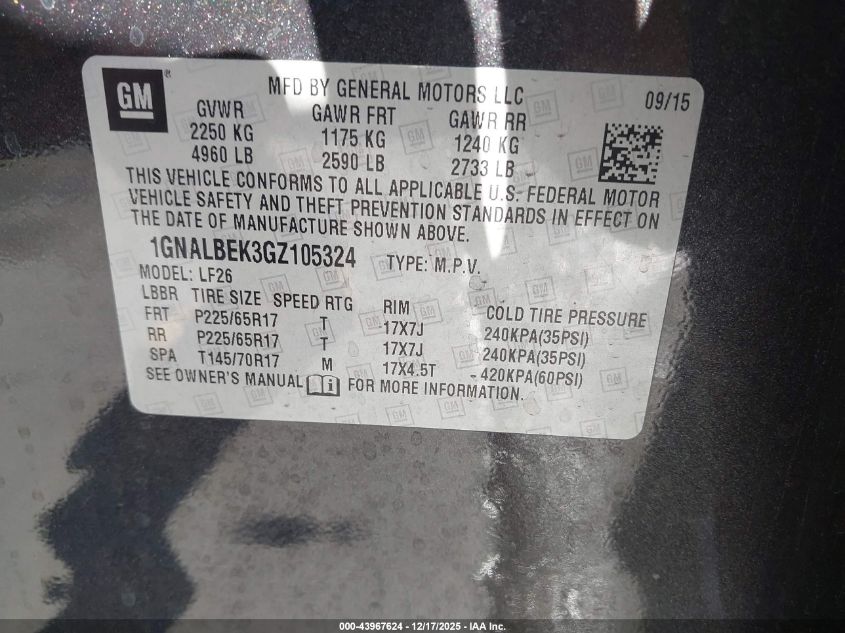 GM
MFD BY GENERAL MOTORS LLC 09/15
GVWR GAWR FRT GAWR RR
2250 KG 1175 KG 1240 KG
4960 LB 2590 LB 2733 LB
THIS VEHICLE CONFORMS TO ALL APPLICABLE U.S. FEDERAL MOTOR
VEHICLE SAFETY AND THEFT PREVENTION STANDARDS IN EFFECT ON
THE DATE OF MANUFACTURE SHOWN ABOVE.
1GNALBEK3GZ105324 TYPE: M.P.V.
MODEL: LF26
LBBR TIRE SIZE SPEED RTG RIM COLD TIRE PRESSURE
FRT P225/65R17 T 17X7J 240KPA(35PSI)
RR P225/65R17 T 17X7J 240KPA(35PSI)
SPA T145/70R17 M 17X4.5T 420KPA(60PSI)
SEE OWNER'S MANUAL FOR MORE INFORMATION.
000-43967624 - 12/17/2025 - IAA Inc.